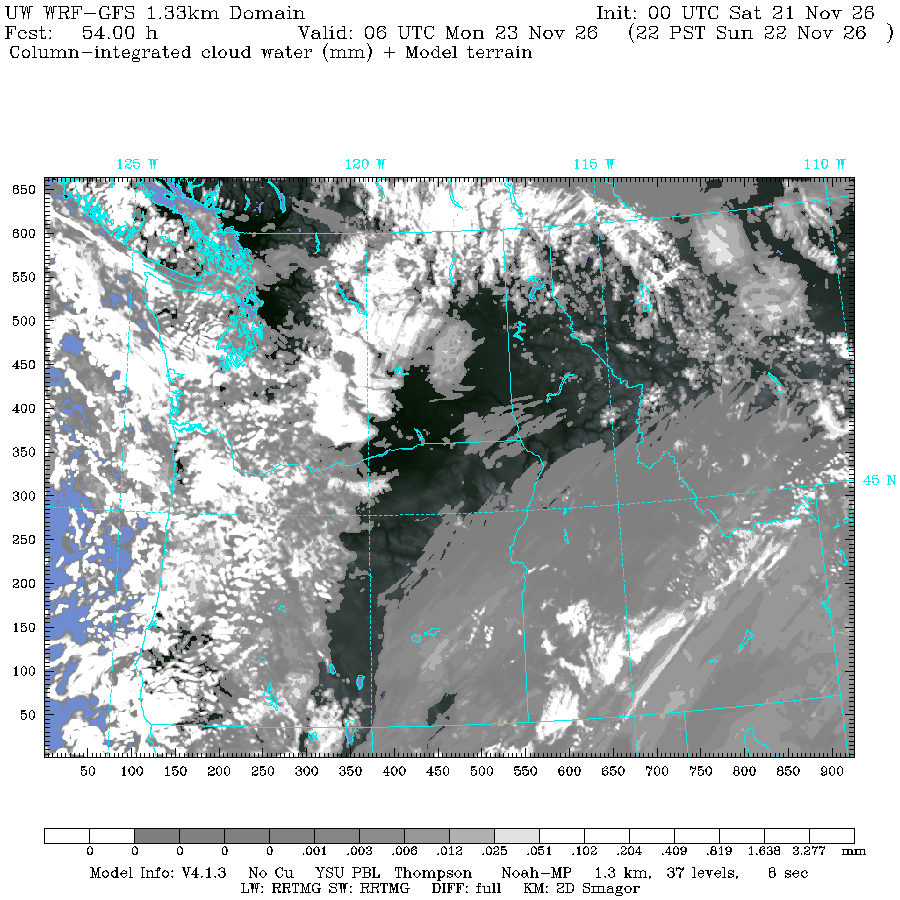 UW WRF-GFS 1.33km Domain Init: 00 UTC Sat 21 Nov 26
Fcst: 54.00 h Valid: 06 UTC Mon 23 Nov 26 (22 PST Sun 22 Nov 26 )
Column-integrated cloud water (mm) + Model terrain
125 W 120 W 115 W 110 W
650
600
550
500
450
400
350
45 N
300
250
200
150
100
50
50 100 150 200 250 300 350 400 450 500 550 600 650 700 750 800 850 900
0 0 0 0 0 .001 .003 .006 .012 .025 .051 .102 .204 .409 .819 1.638 3.277 mm
Model Info: V4.1.3 No Cu YSU PBL Thompson Noah-MP 1.3 km, 37 levels, 8 sec
LW: RRTMG SW: RRTMG DIFF: full KM: 2D Smagor